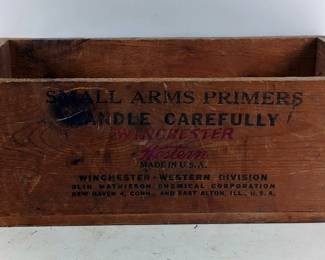 SMALL ARMS PRIMERS
HANDLE CAREFULLY
WINCHESTER
Western
MADE IN U.S.A.
WINCHESTER-WESTERN DIVISION
OLIN MATHIESON CHEMICAL CORPORATION
NEW HAVEN 4, CONN., AND EAST ALTON, ILL., U.S.A.